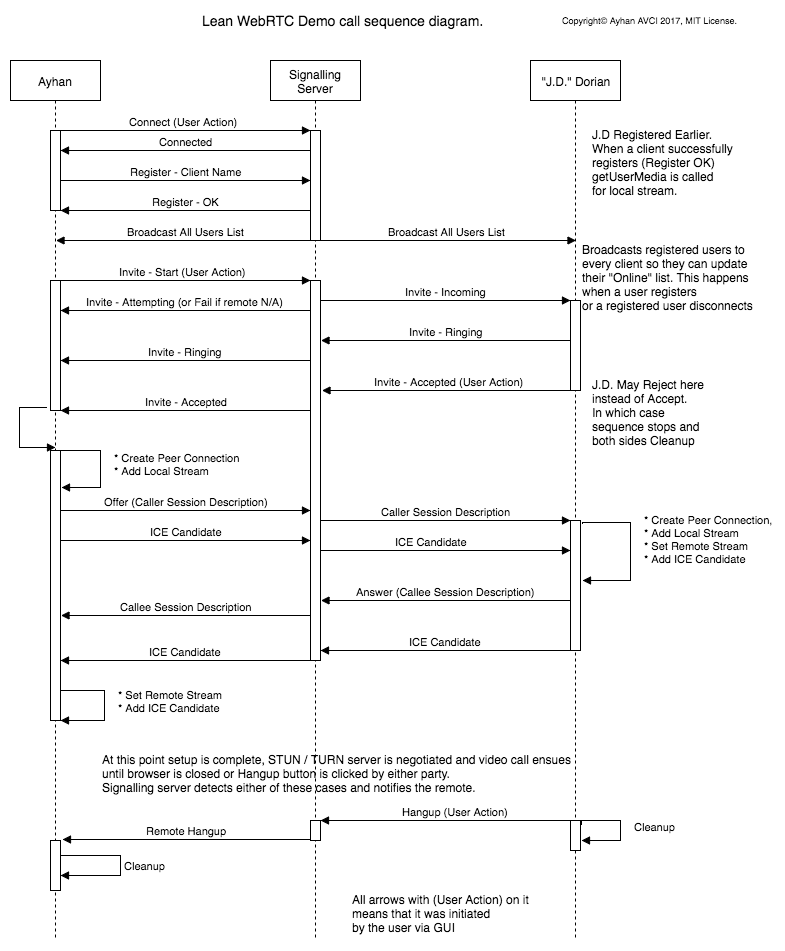 Lean WebRTC Demo call sequence diagram.
Copyright© Ayhan AVCI 2017, MIT License.
Ayhan
Signalling
Server
"J.D." Dorian
Connect (User Action)
Connected
Register - Client Name
Register - OK
J.D Registered Earlier.
When a client successfully
registers (Register OK)
getUserMedia is called
for local stream.
Broadcast All Users List
Broadcast All Users List
Broadcasts registered users to
every client so they can update
their "Online" list. This happens
when a user registers
or a registered user disconnects
Invite - Start (User Action)
Invite - Incoming
Invite - Attempting (or Fail if remote N/A)
Invite - Ringing
Invite - Ringing
Invite - Accepted (User Action)
Invite - Accepted
J.D. May Reject here
instead of Accept.
In which case
sequence stops and
both sides Cleanup
* Create Peer Connection
* Add Local Stream
Offer (Caller Session Description)
Caller Session Description
ICE Candidate
ICE Candidate
* Create Peer Connection,
* Add Local Stream
* Set Remote Stream
* Add ICE Candidate
Answer (Callee Session Description)
Callee Session Description
ICE Candidate
ICE Candidate
* Set Remote Stream
* Add ICE Candidate
At this point setup is complete, STUN / TURN server is negotiated and video call ensues
until browser is closed or Hangup button is clicked by either party.
Signalling server detects either of these cases and notifies the remote.
Hangup (User Action)
Cleanup
Remote Hangup
Cleanup
All arrows with (User Action) on it
means that it was initiated
by the user via GUI